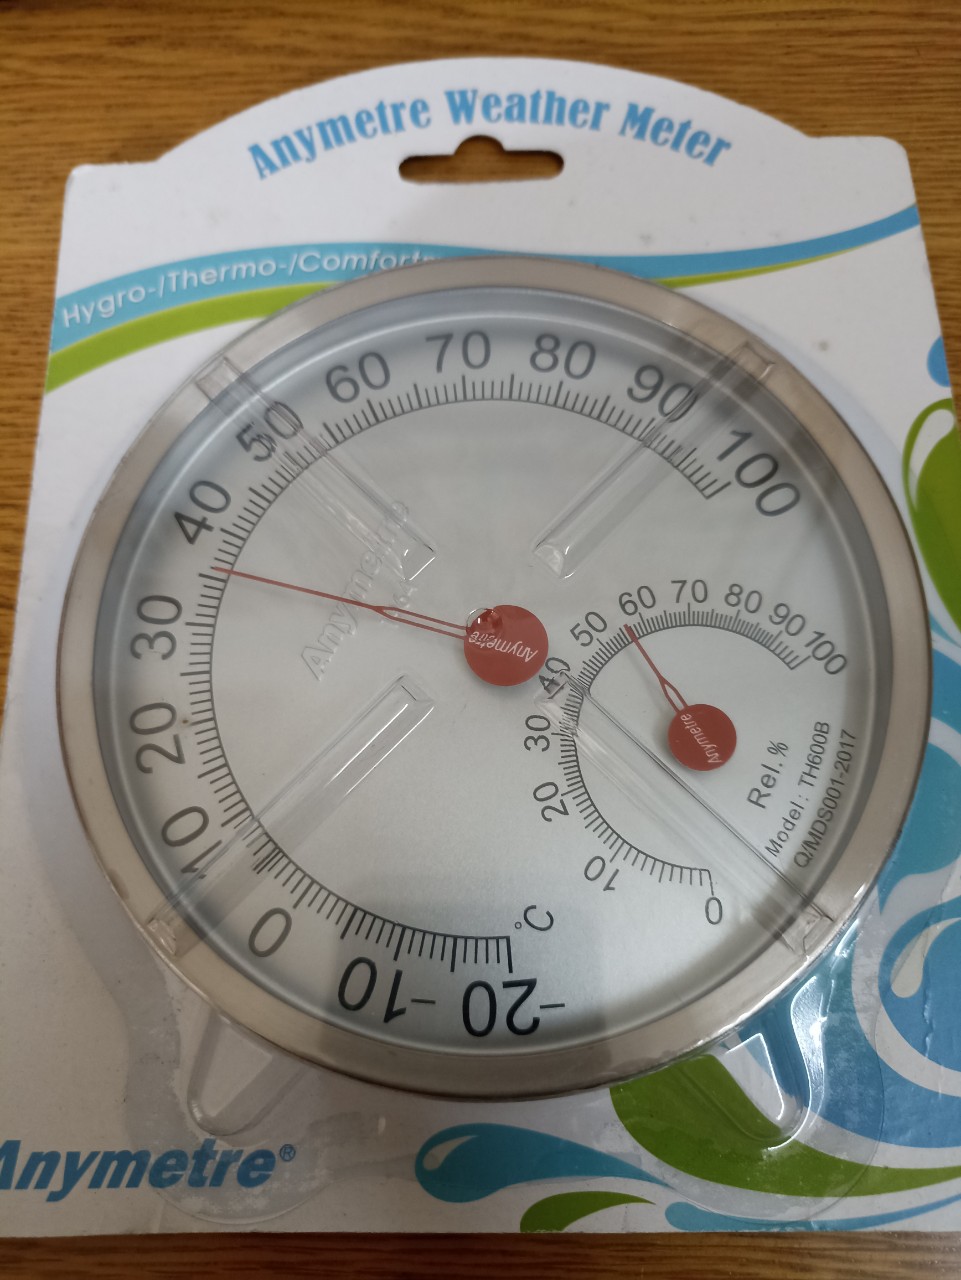 Anymetre Weather Meter
Hygro-/Thermo-/Comfort
-20
-10
0
10
20
30
40
50
60
70
80
90
100
°C
Anymetre
Anymetre
0
10
20
30
40
50
60
70
80
90
100
Anymetre
Rel.%
Model: TH600B
Q/MDS001-2017
Anymetre®